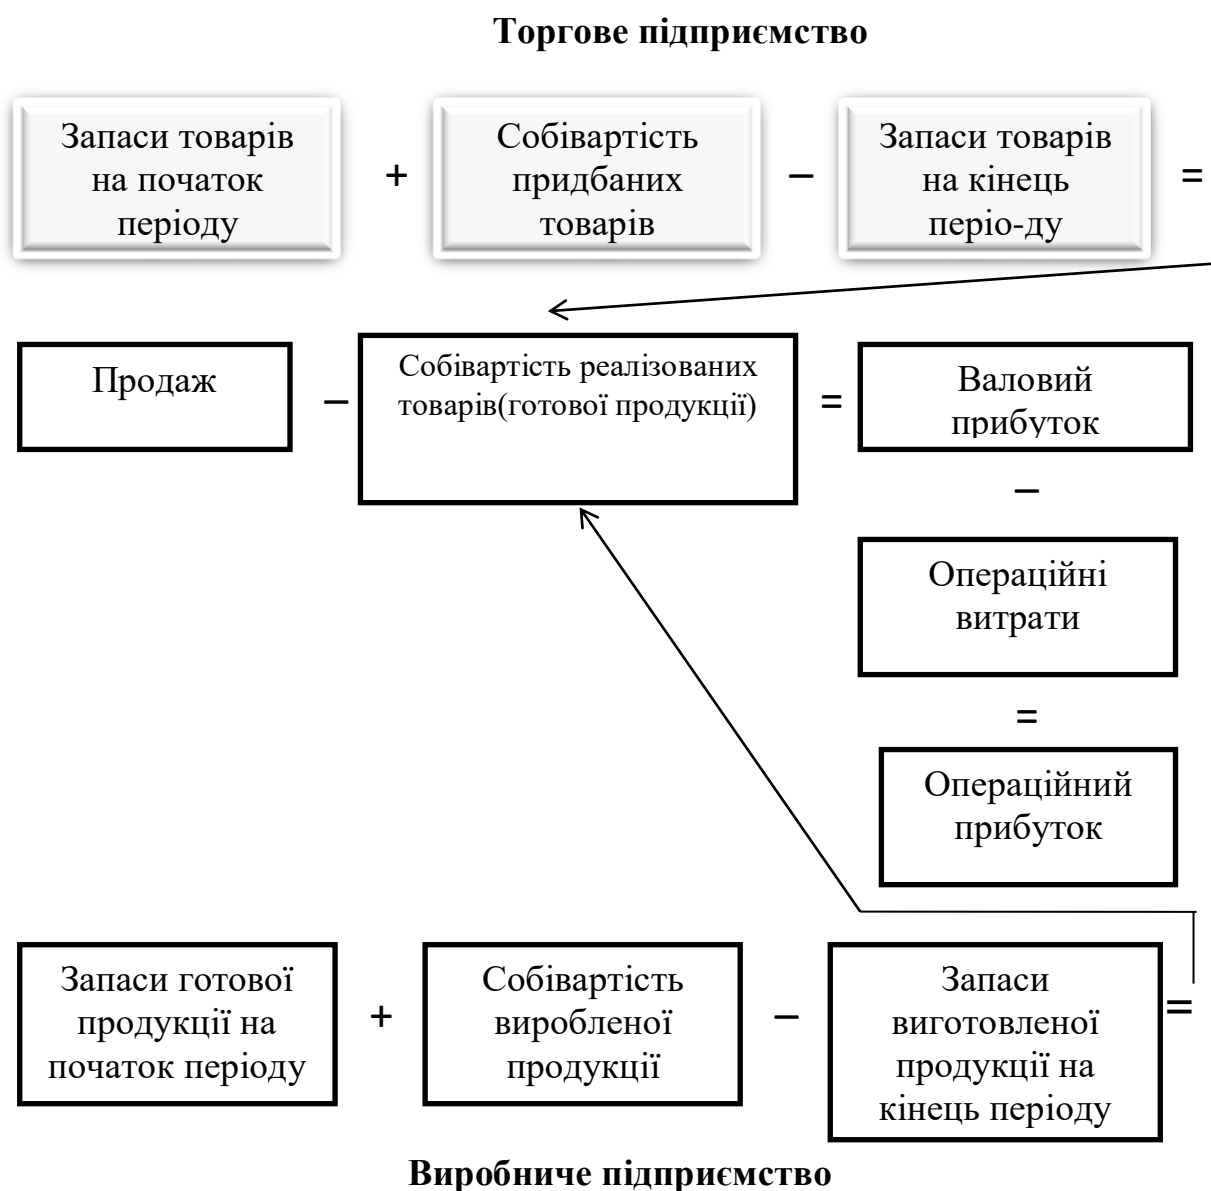 Торгове підприємство
Запаси товарів
на початок
періоду
+
Собівартість
придбаних
товарів
–
Запаси товарів
на кінець
періо-ду
=
Продаж
–
Собівартість реалізованих
товарів(готової продукції)
=
Валовий
прибуток
–
Операційні
витрати
=
Операційний
прибуток
Запаси готової
продукції на
початок періоду
+
Собівартість
виробленої
продукції
–
Запаси
виготовленої
продукції на
кінець періоду
=
Виробниче підприємство